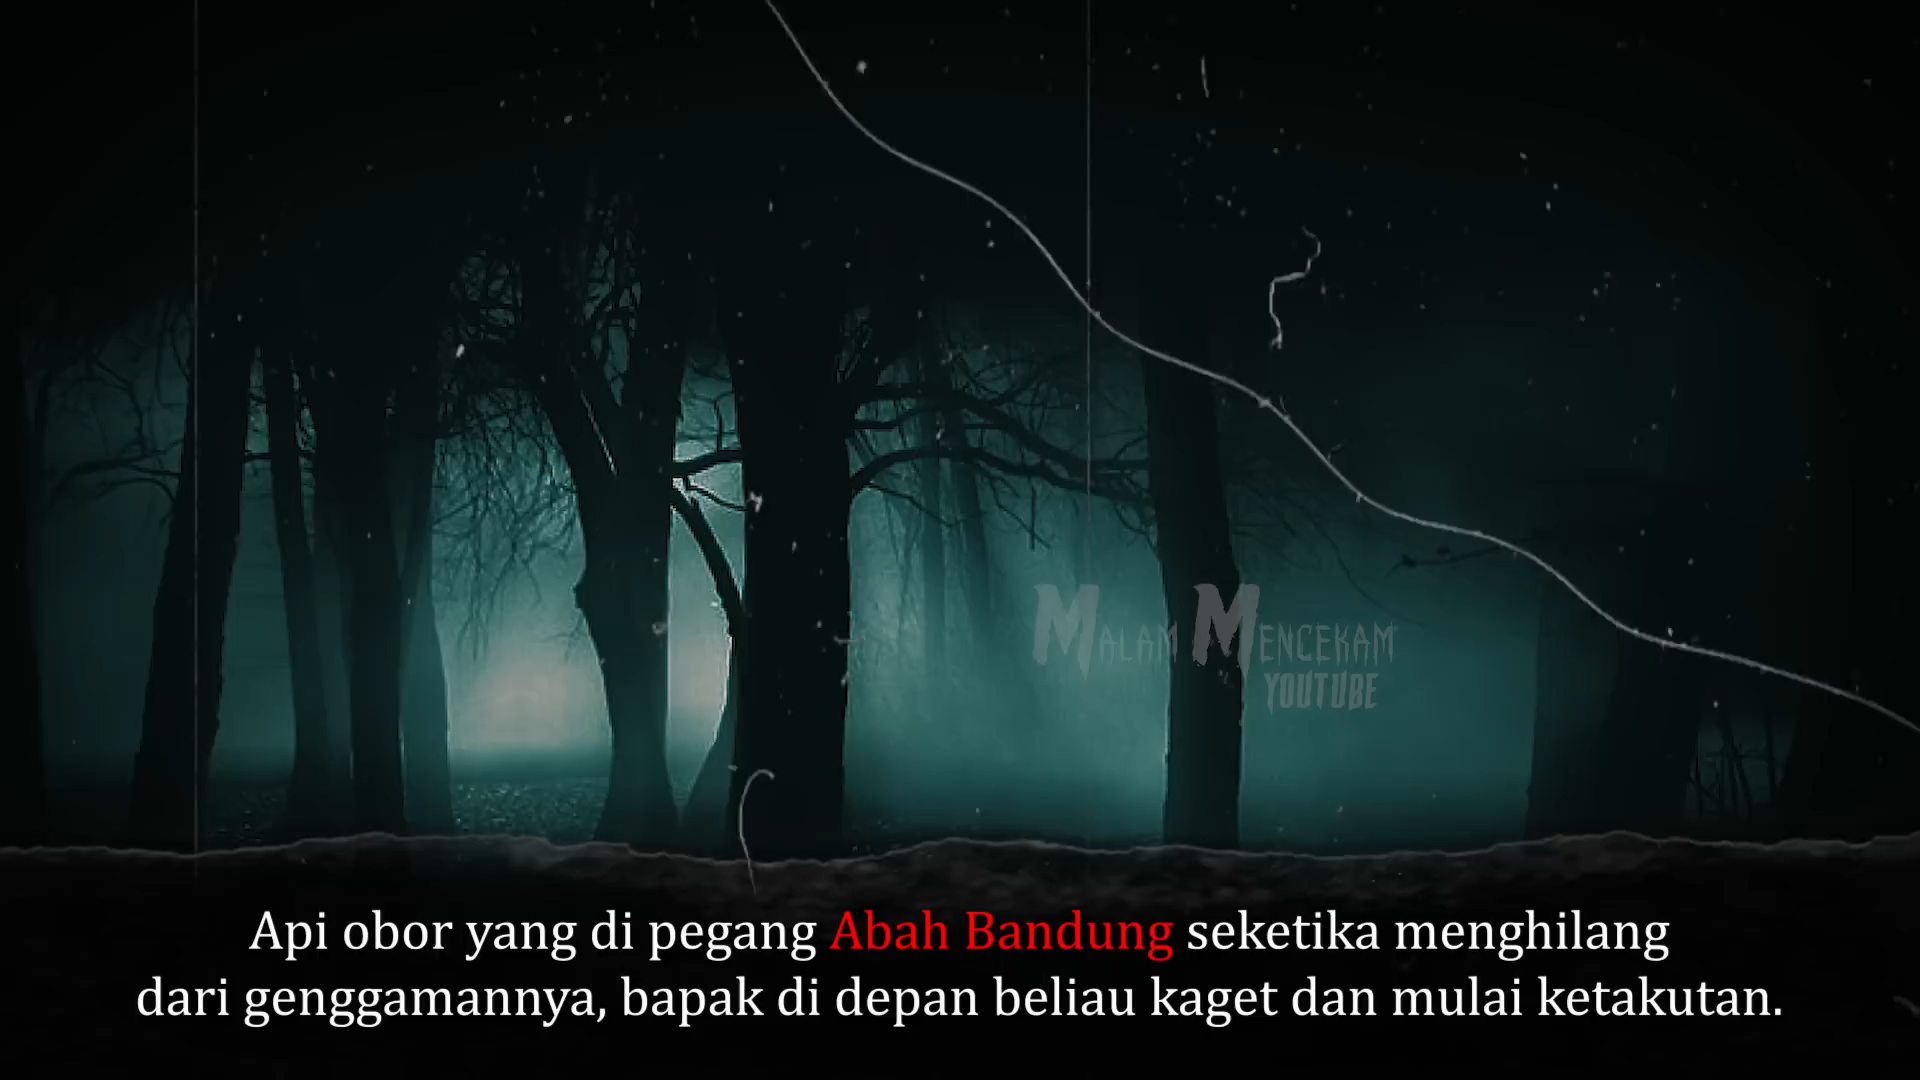 Malam Mencekam
YOUTUBE
Api obor yang di pegang Abah Bandung seketika menghilang
dari genggamannya, bapak di depan beliau kaget dan mulai ketakutan.